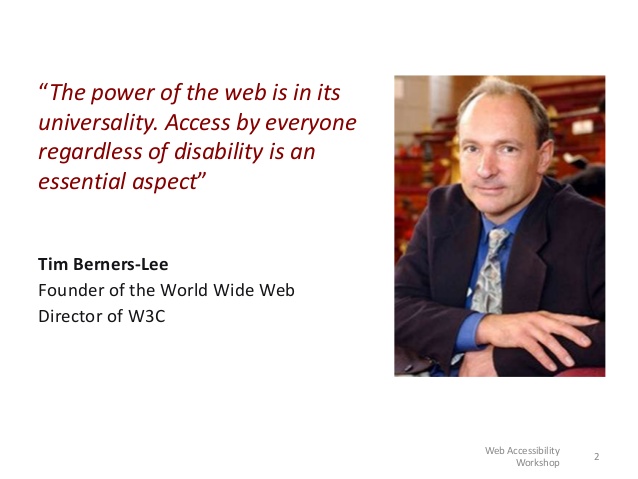 “The power of the web is in its
universality. Access by everyone
regardless of disability is an
essential aspect”
Tim Berners-Lee
Founder of the World Wide Web
Director of W3C
Web Accessibility
Workshop
2